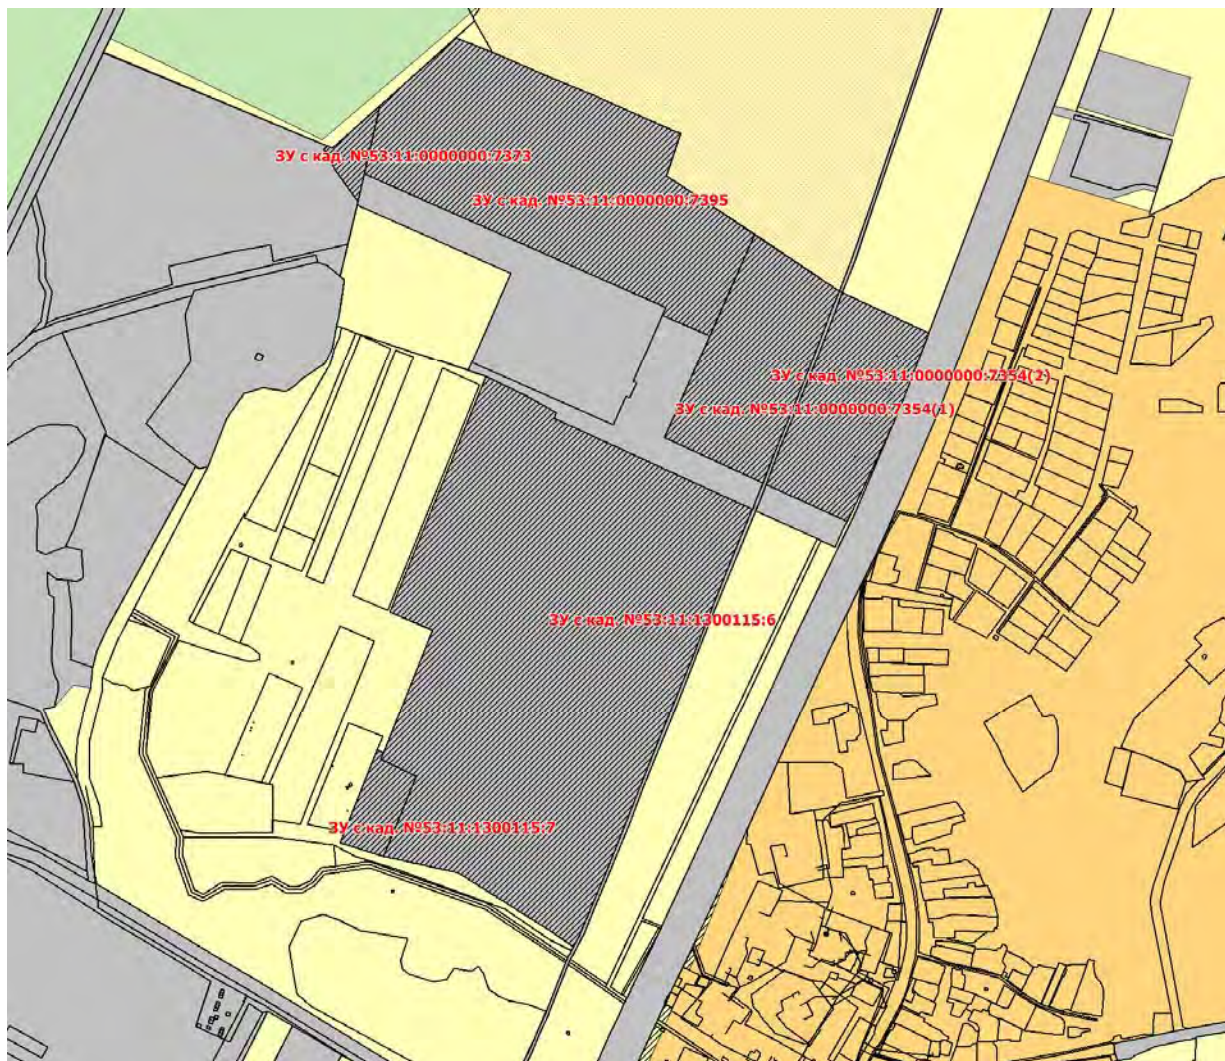 ЗУ с кад. №53:11:0000000:7373
ЗУ с кад. №53:11:0000000:7395
ЗУ с кад. №53:11:0000000:7354(2)
ЗУ с кад. №53:11:0000000:7354(1)
ЗУ с кад. №53:11:1300115:6
ЗУ с кад. №53:11:1300115:7